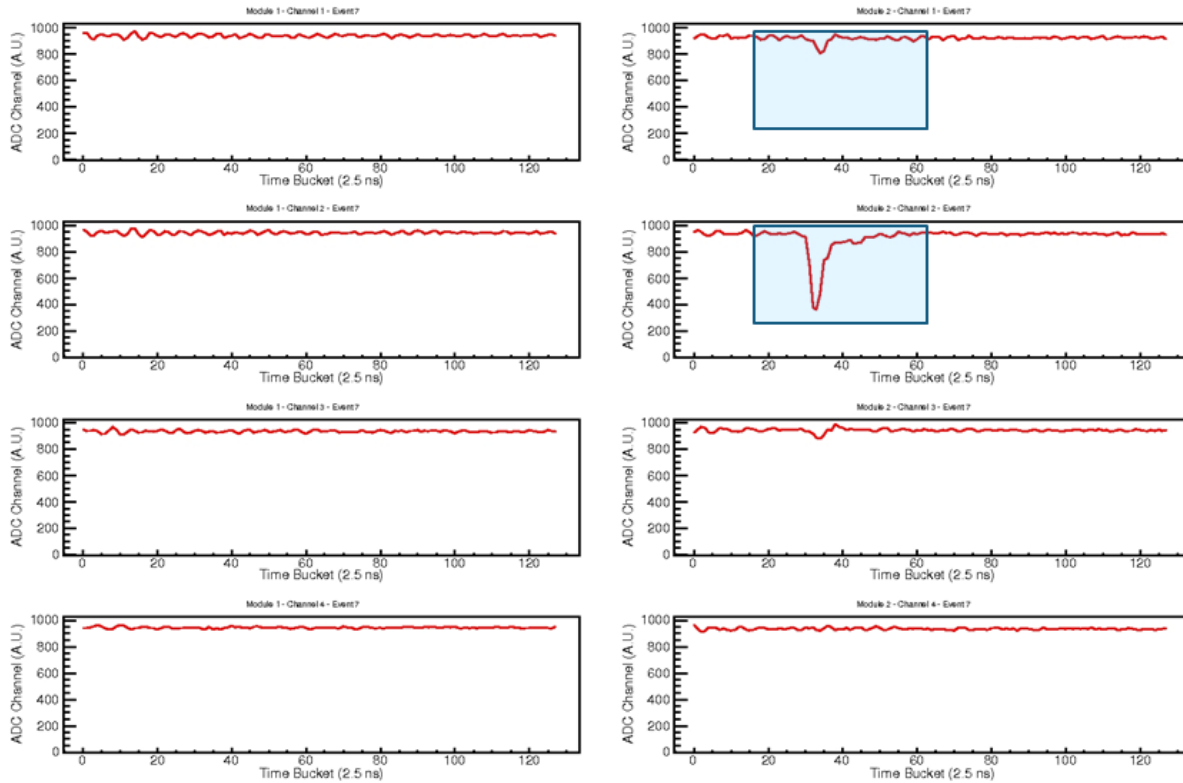 Module 1 - Channel 1 - Event 7
ADC Channel (A.U.)
1000
800
600
400
200
0
0 20 40 60 80 100 120
Time Bucket (2.5 ns)
Module 2 - Channel 1 - Event 7
ADC Channel (A.U.)
1000
800
600
400
200
0
0 20 40 60 80 100 120
Time Bucket (2.5 ns)
Module 1 - Channel 2 - Event 7
ADC Channel (A.U.)
1000
800
600
400
200
0
0 20 40 60 80 100 120
Time Bucket (2.5 ns)
Module 2 - Channel 2 - Event 7
ADC Channel (A.U.)
1000
800
600
400
200
0
0 20 40 60 80 100 120
Time Bucket (2.5 ns)
Module 1 - Channel 3 - Event 7
ADC Channel (A.U.)
1000
800
600
400
200
0
0 20 40 60 80 100 120
Time Bucket (2.5 ns)
Module 2 - Channel 3 - Event 7
ADC Channel (A.U.)
1000
800
600
400
200
0
0 20 40 60 80 100 120
Time Bucket (2.5 ns)
Module 1 - Channel 4 - Event 7
ADC Channel (A.U.)
1000
800
600
400
200
0
0 20 40 60 80 100 120
Time Bucket (2.5 ns)
Module 2 - Channel 4 - Event 7
ADC Channel (A.U.)
1000
800
600
400
200
0
0 20 40 60 80 100 120
Time Bucket (2.5 ns)